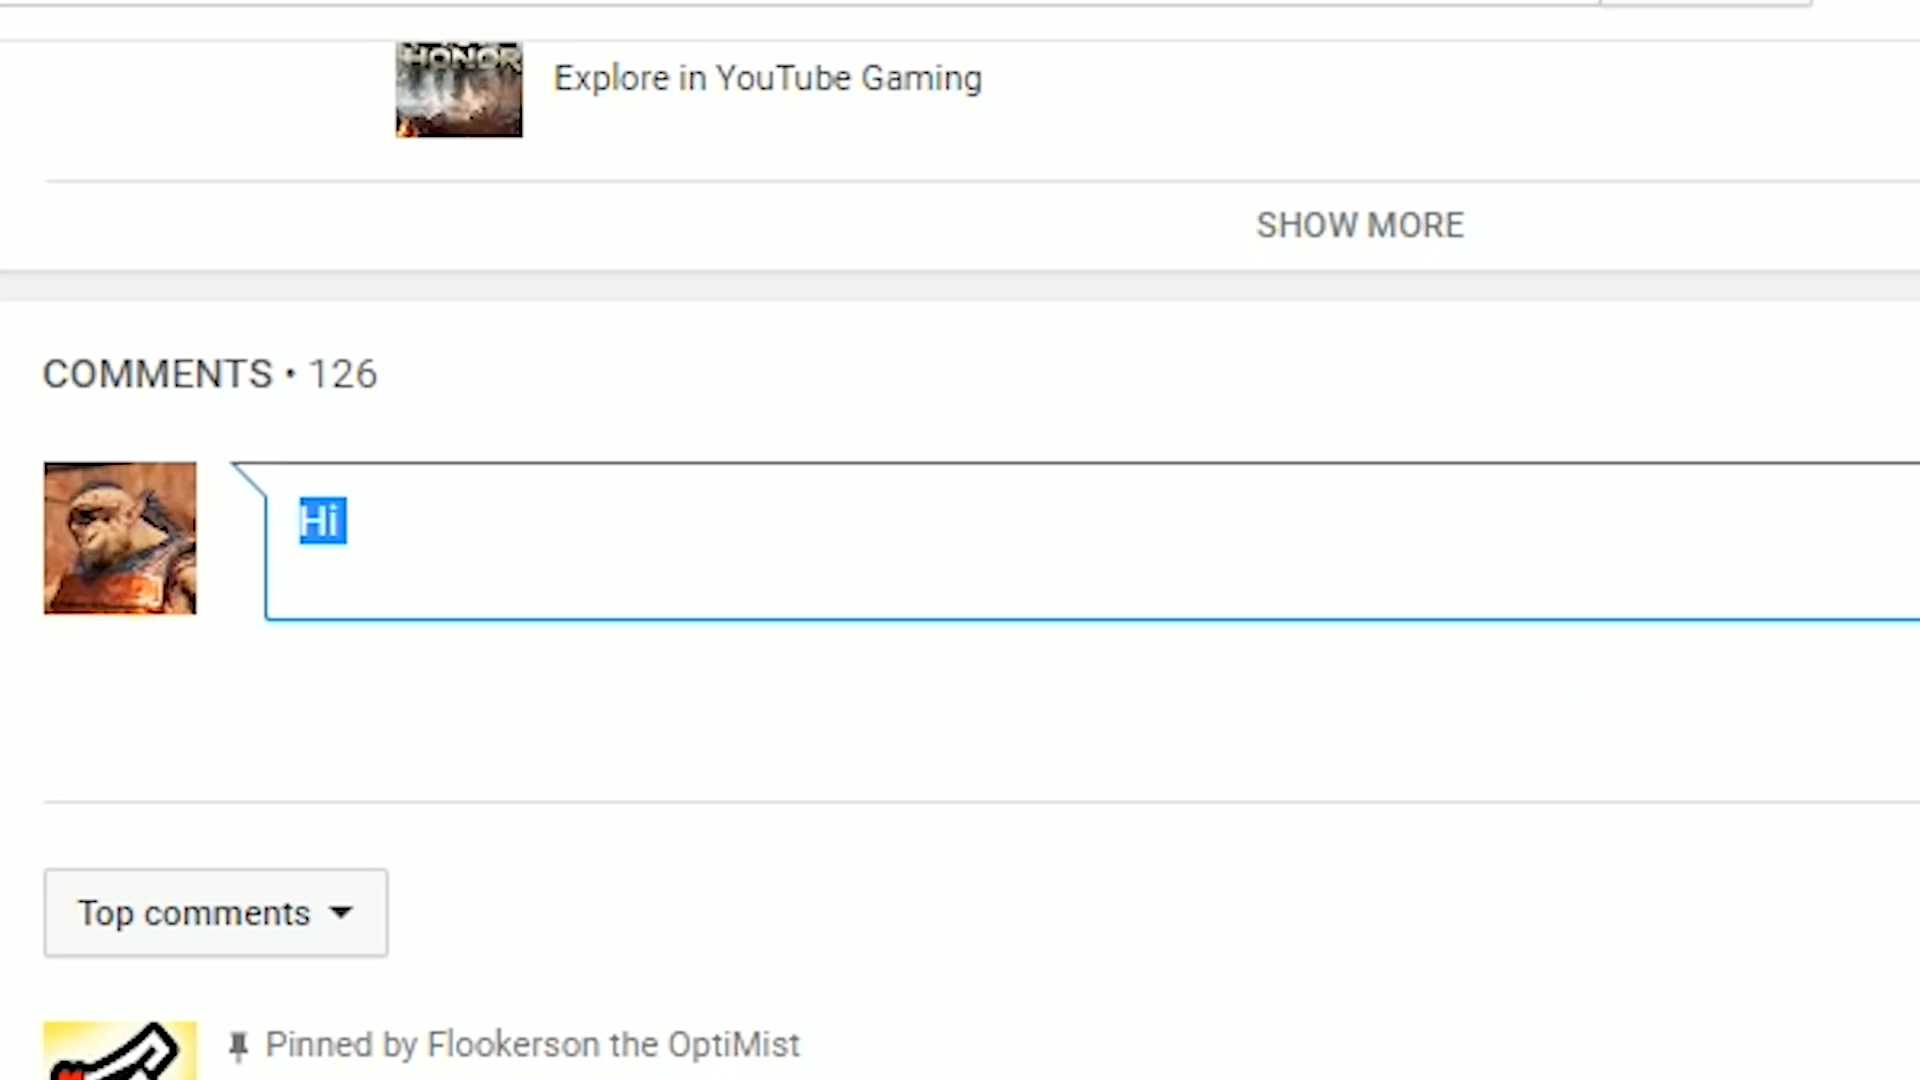 HONOR
Explore in YouTube Gaming
SHOW MORE
COMMENTS • 126
Hi
Top comments
Pinned by Flookerson the OptiMist